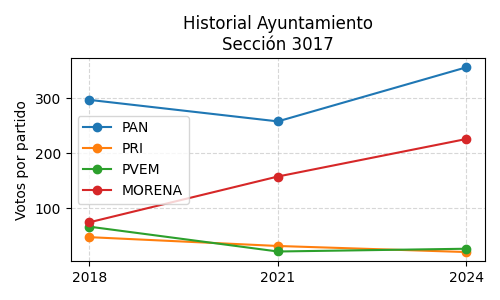 Historial Ayuntamiento
Sección 3017
Votos por partido
300
200
100
PAN
PRI
PVEM
MORENA
2018
2021
2024